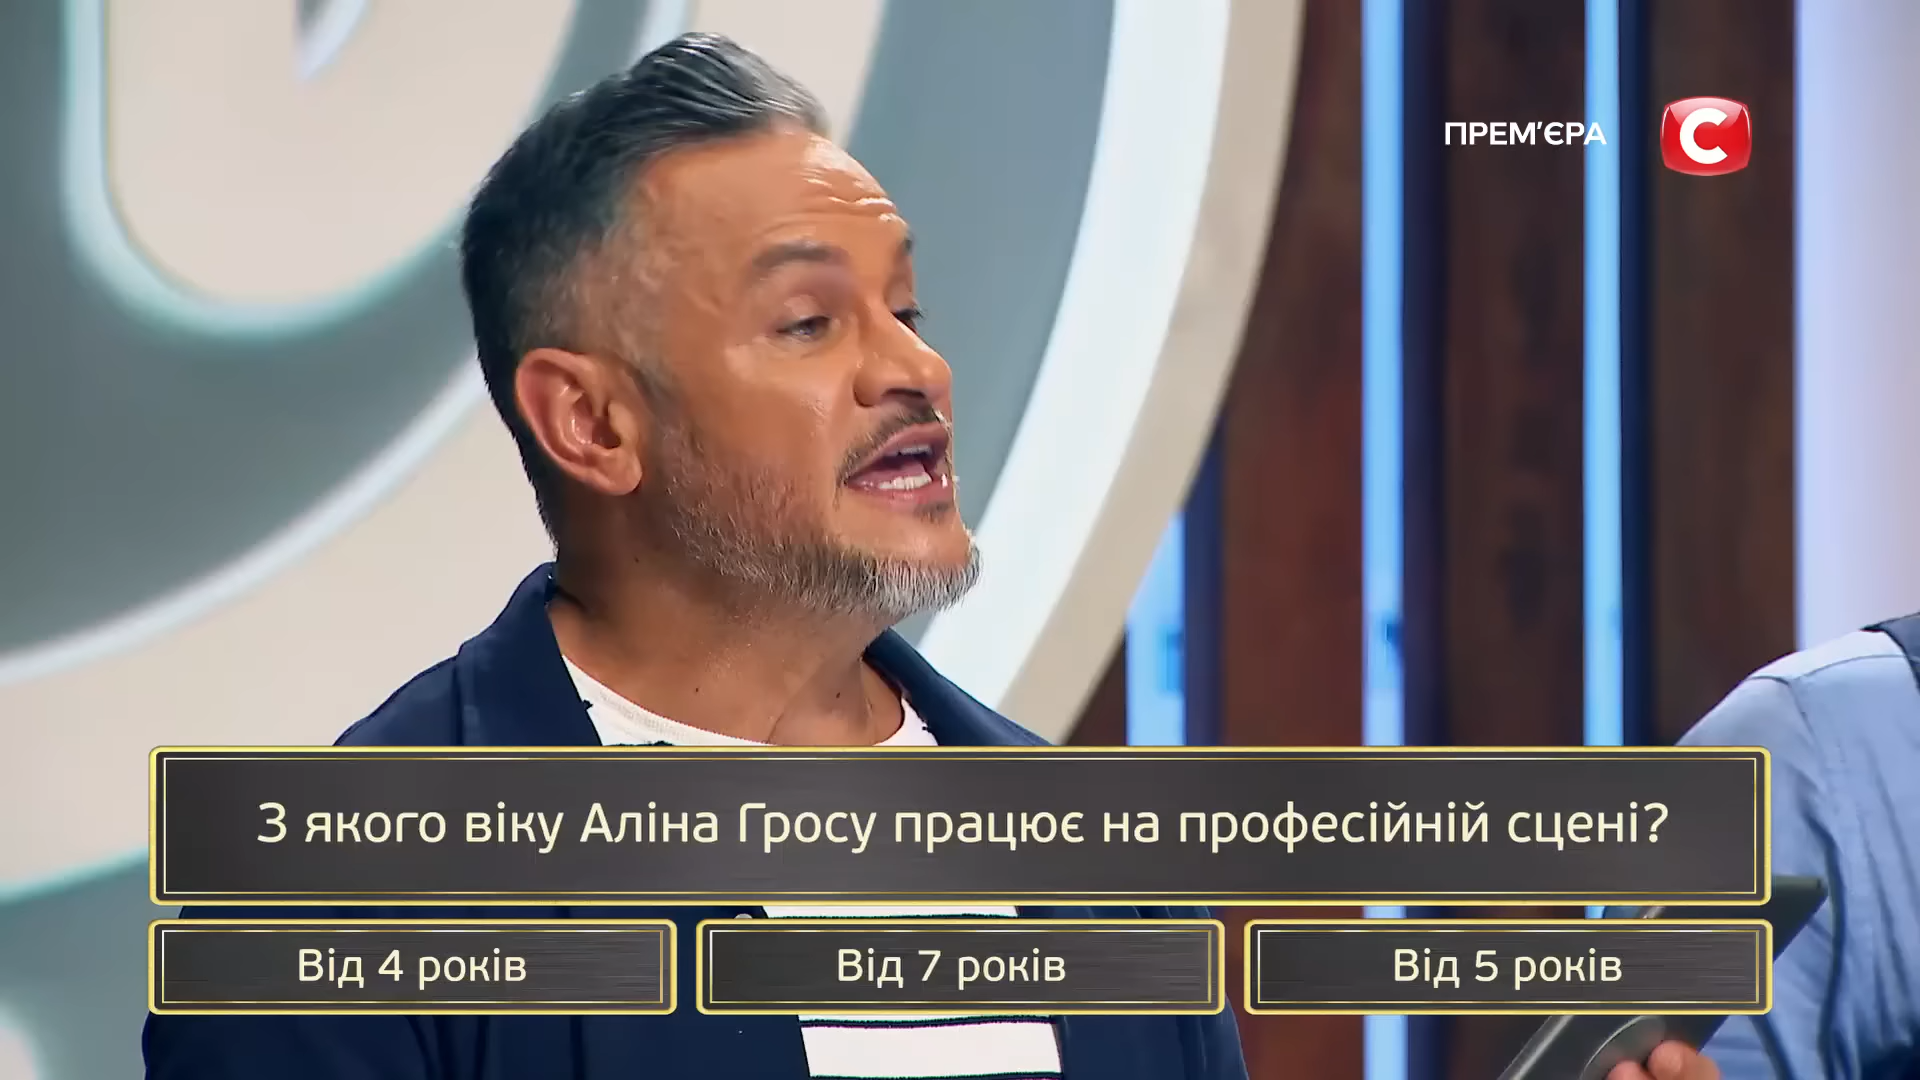 ПРЕМ'ЄРА
С
З якого віку Аліна Гросу працює на професійній сцені?
Від 4 років
Від 7 років
Від 5 років